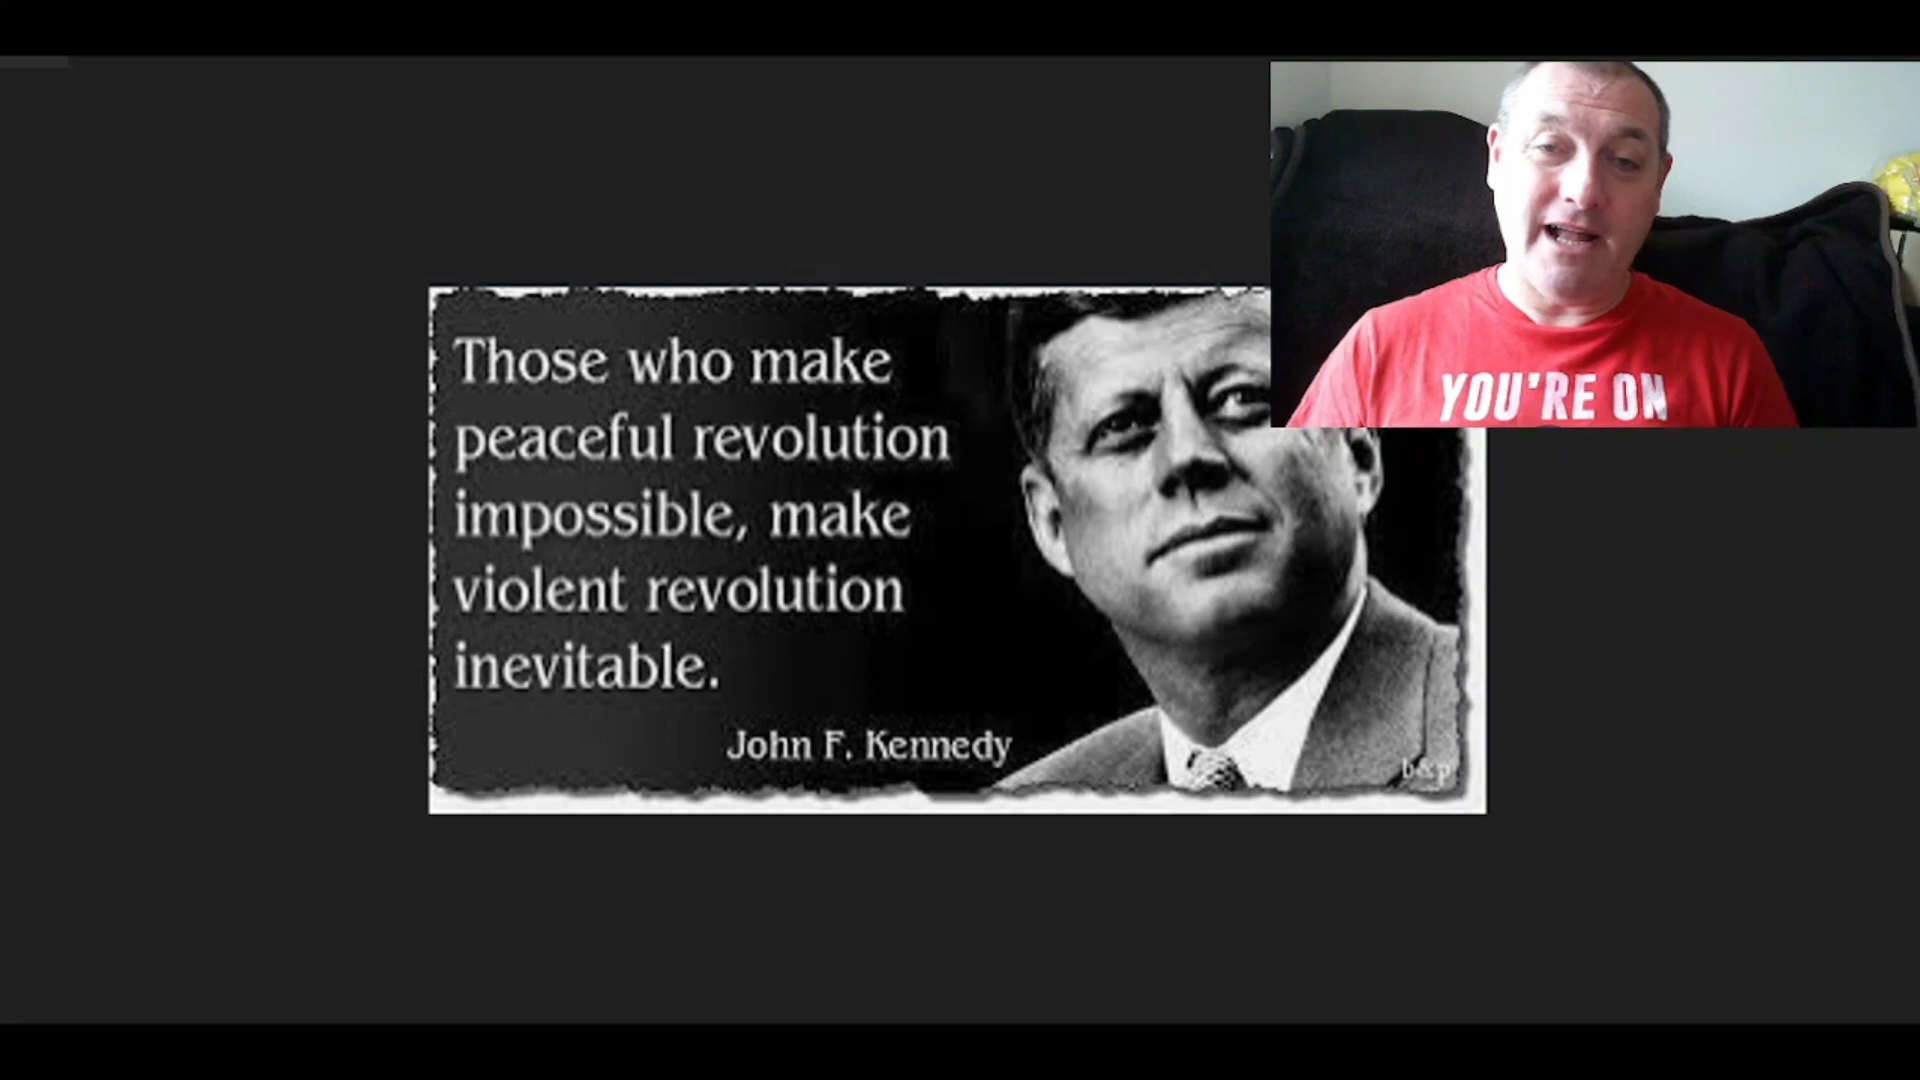 Those who make
peaceful revolution
impossible, make
violent revolution
inevitable.
John F. Kennedy
b&p
YOU'RE ON